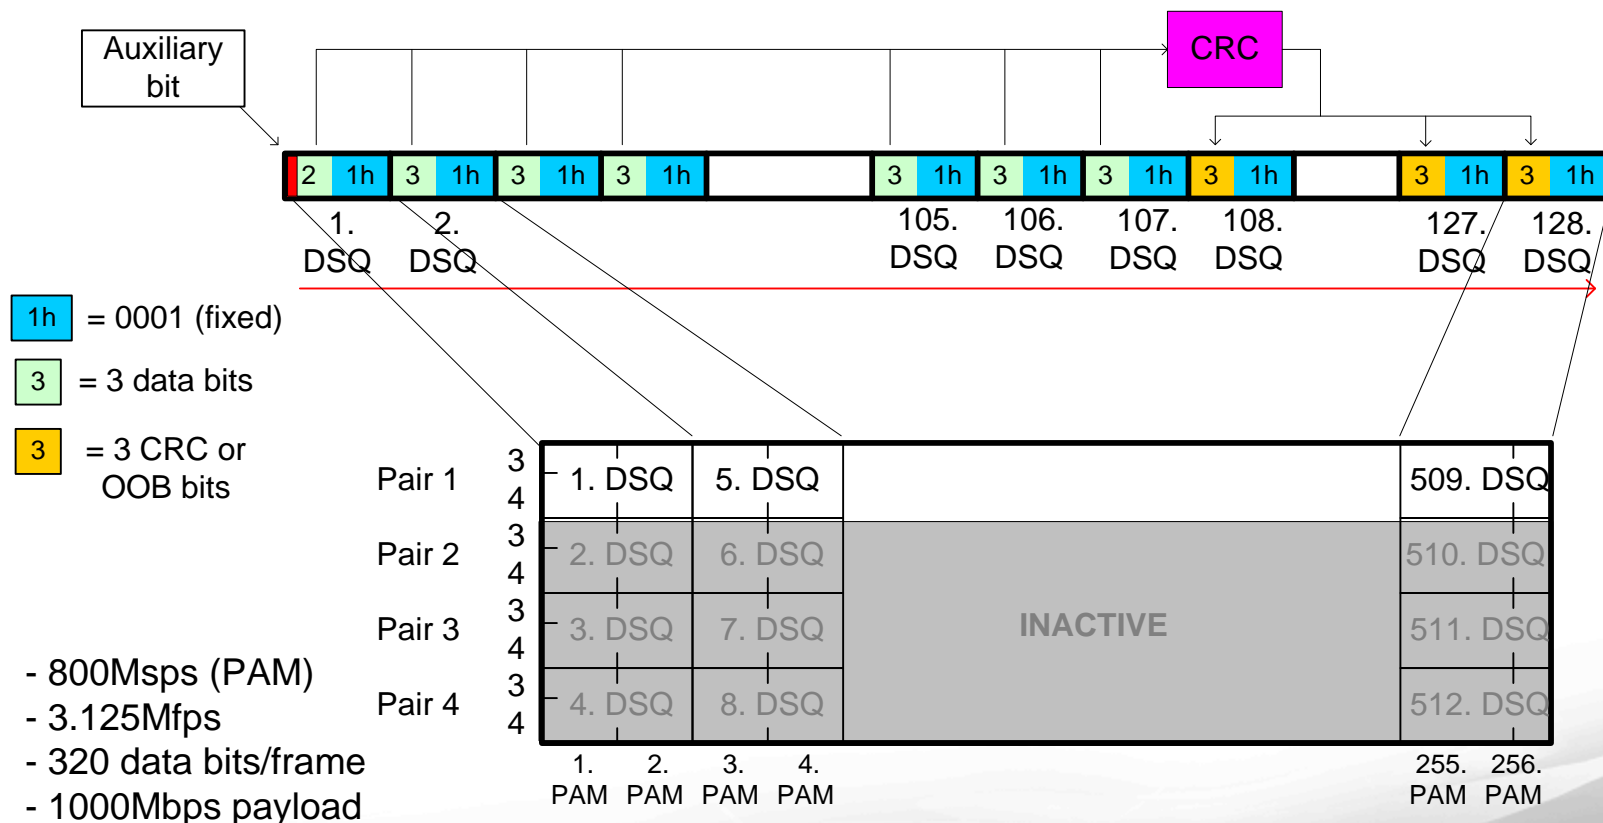 Auxiliary
bit
CRC
2 1h 3 1h 3 1h 3 1h 3 1h 3 1h 3 1h 3 1h 3 1h 3 1h
1. 2. 105. 106. 107. 108. 127. 128.
DSQ DSQ DSQ DSQ DSQ DSQ DSQ DSQ
1h = 0001 (fixed)
3 = 3 data bits
3 = 3 CRC or
OOB bits
Pair 1 3 4 1. DSQ 5. DSQ 509. DSQ
Pair 2 3 4 2. DSQ 6. DSQ 510. DSQ
Pair 3 3 4 3. DSQ 7. DSQ INACTIVE 511. DSQ
Pair 4 3 4 4. DSQ 8. DSQ 512. DSQ
1. 2. 3. 4. 255. 256.
PAM PAM PAM PAM PAM PAM
- 800Msps (PAM)
- 3.125Mfps
- 320 data bits/frame
- 1000Mbps payload